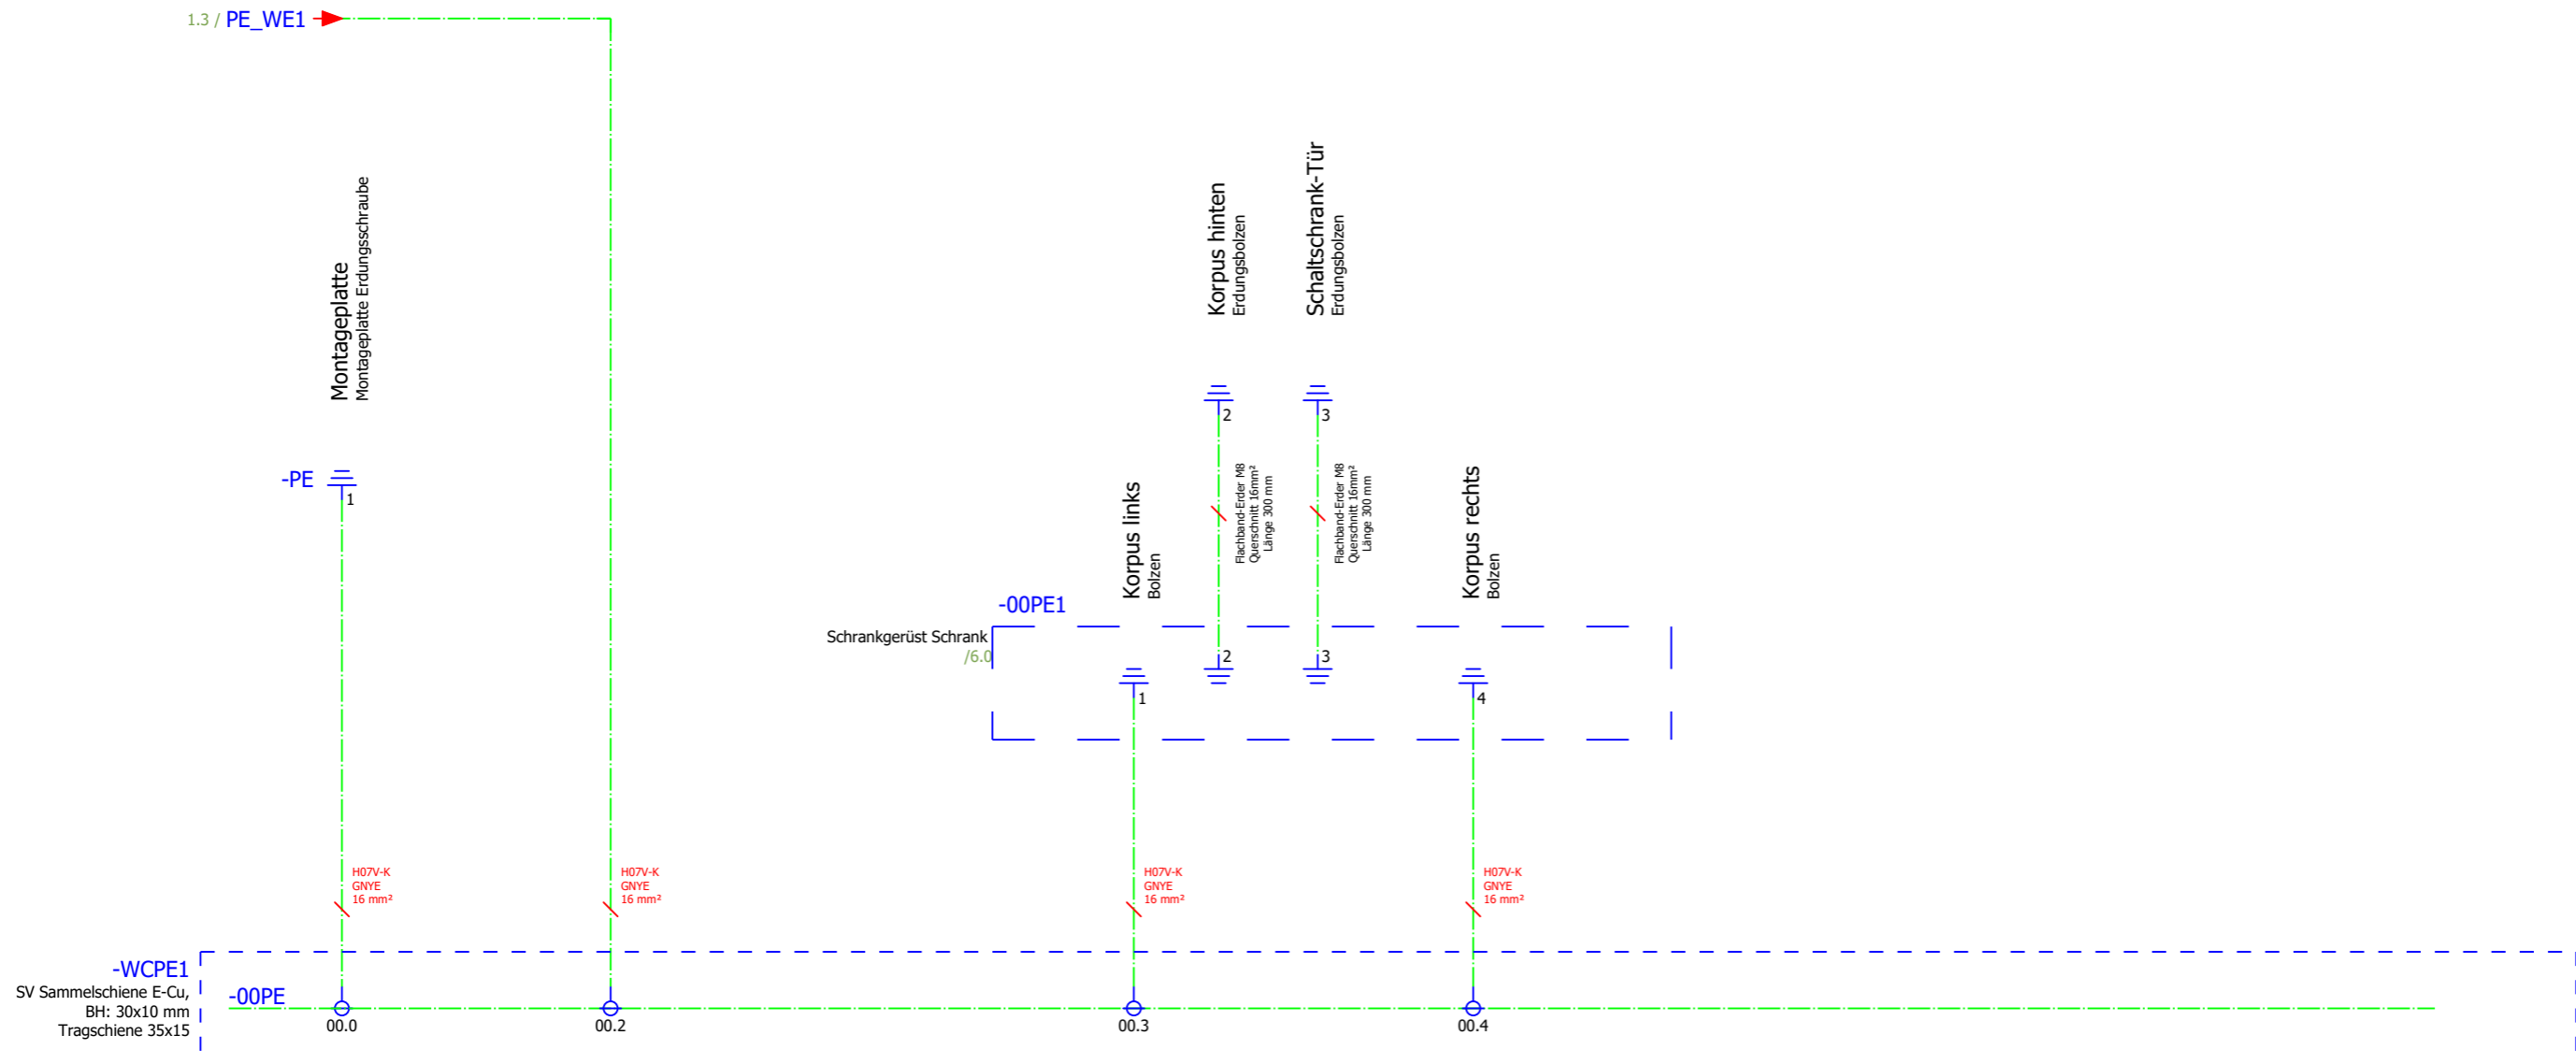 1.3 / PE_WE1
Montageplatte
Montageplatte Erdungsschraube
Korpus hinten
Erdungsbolzen
Schaltschrank-Tür
Erdungsbolzen
2
3
-PE
1
Flachband-Erder M8
Querschnitt 16mm²
Länge 300 mm
Flachband-Erder M8
Querschnitt 16mm²
Länge 300 mm
Korpus links
Bolzen
Korpus rechts
Bolzen
-00PE1
Schrankgerüst Schrank
/6.0
2
3
1
4
H07V-K
GNYE
16 mm²
H07V-K
GNYE
16 mm²
H07V-K
GNYE
16 mm²
H07V-K
GNYE
16 mm²
-WCPE1
SV Sammelschiene E-Cu,
BH: 30x10 mm
Tragschiene 35x15
-00PE
00.0
00.2
00.3
00.4